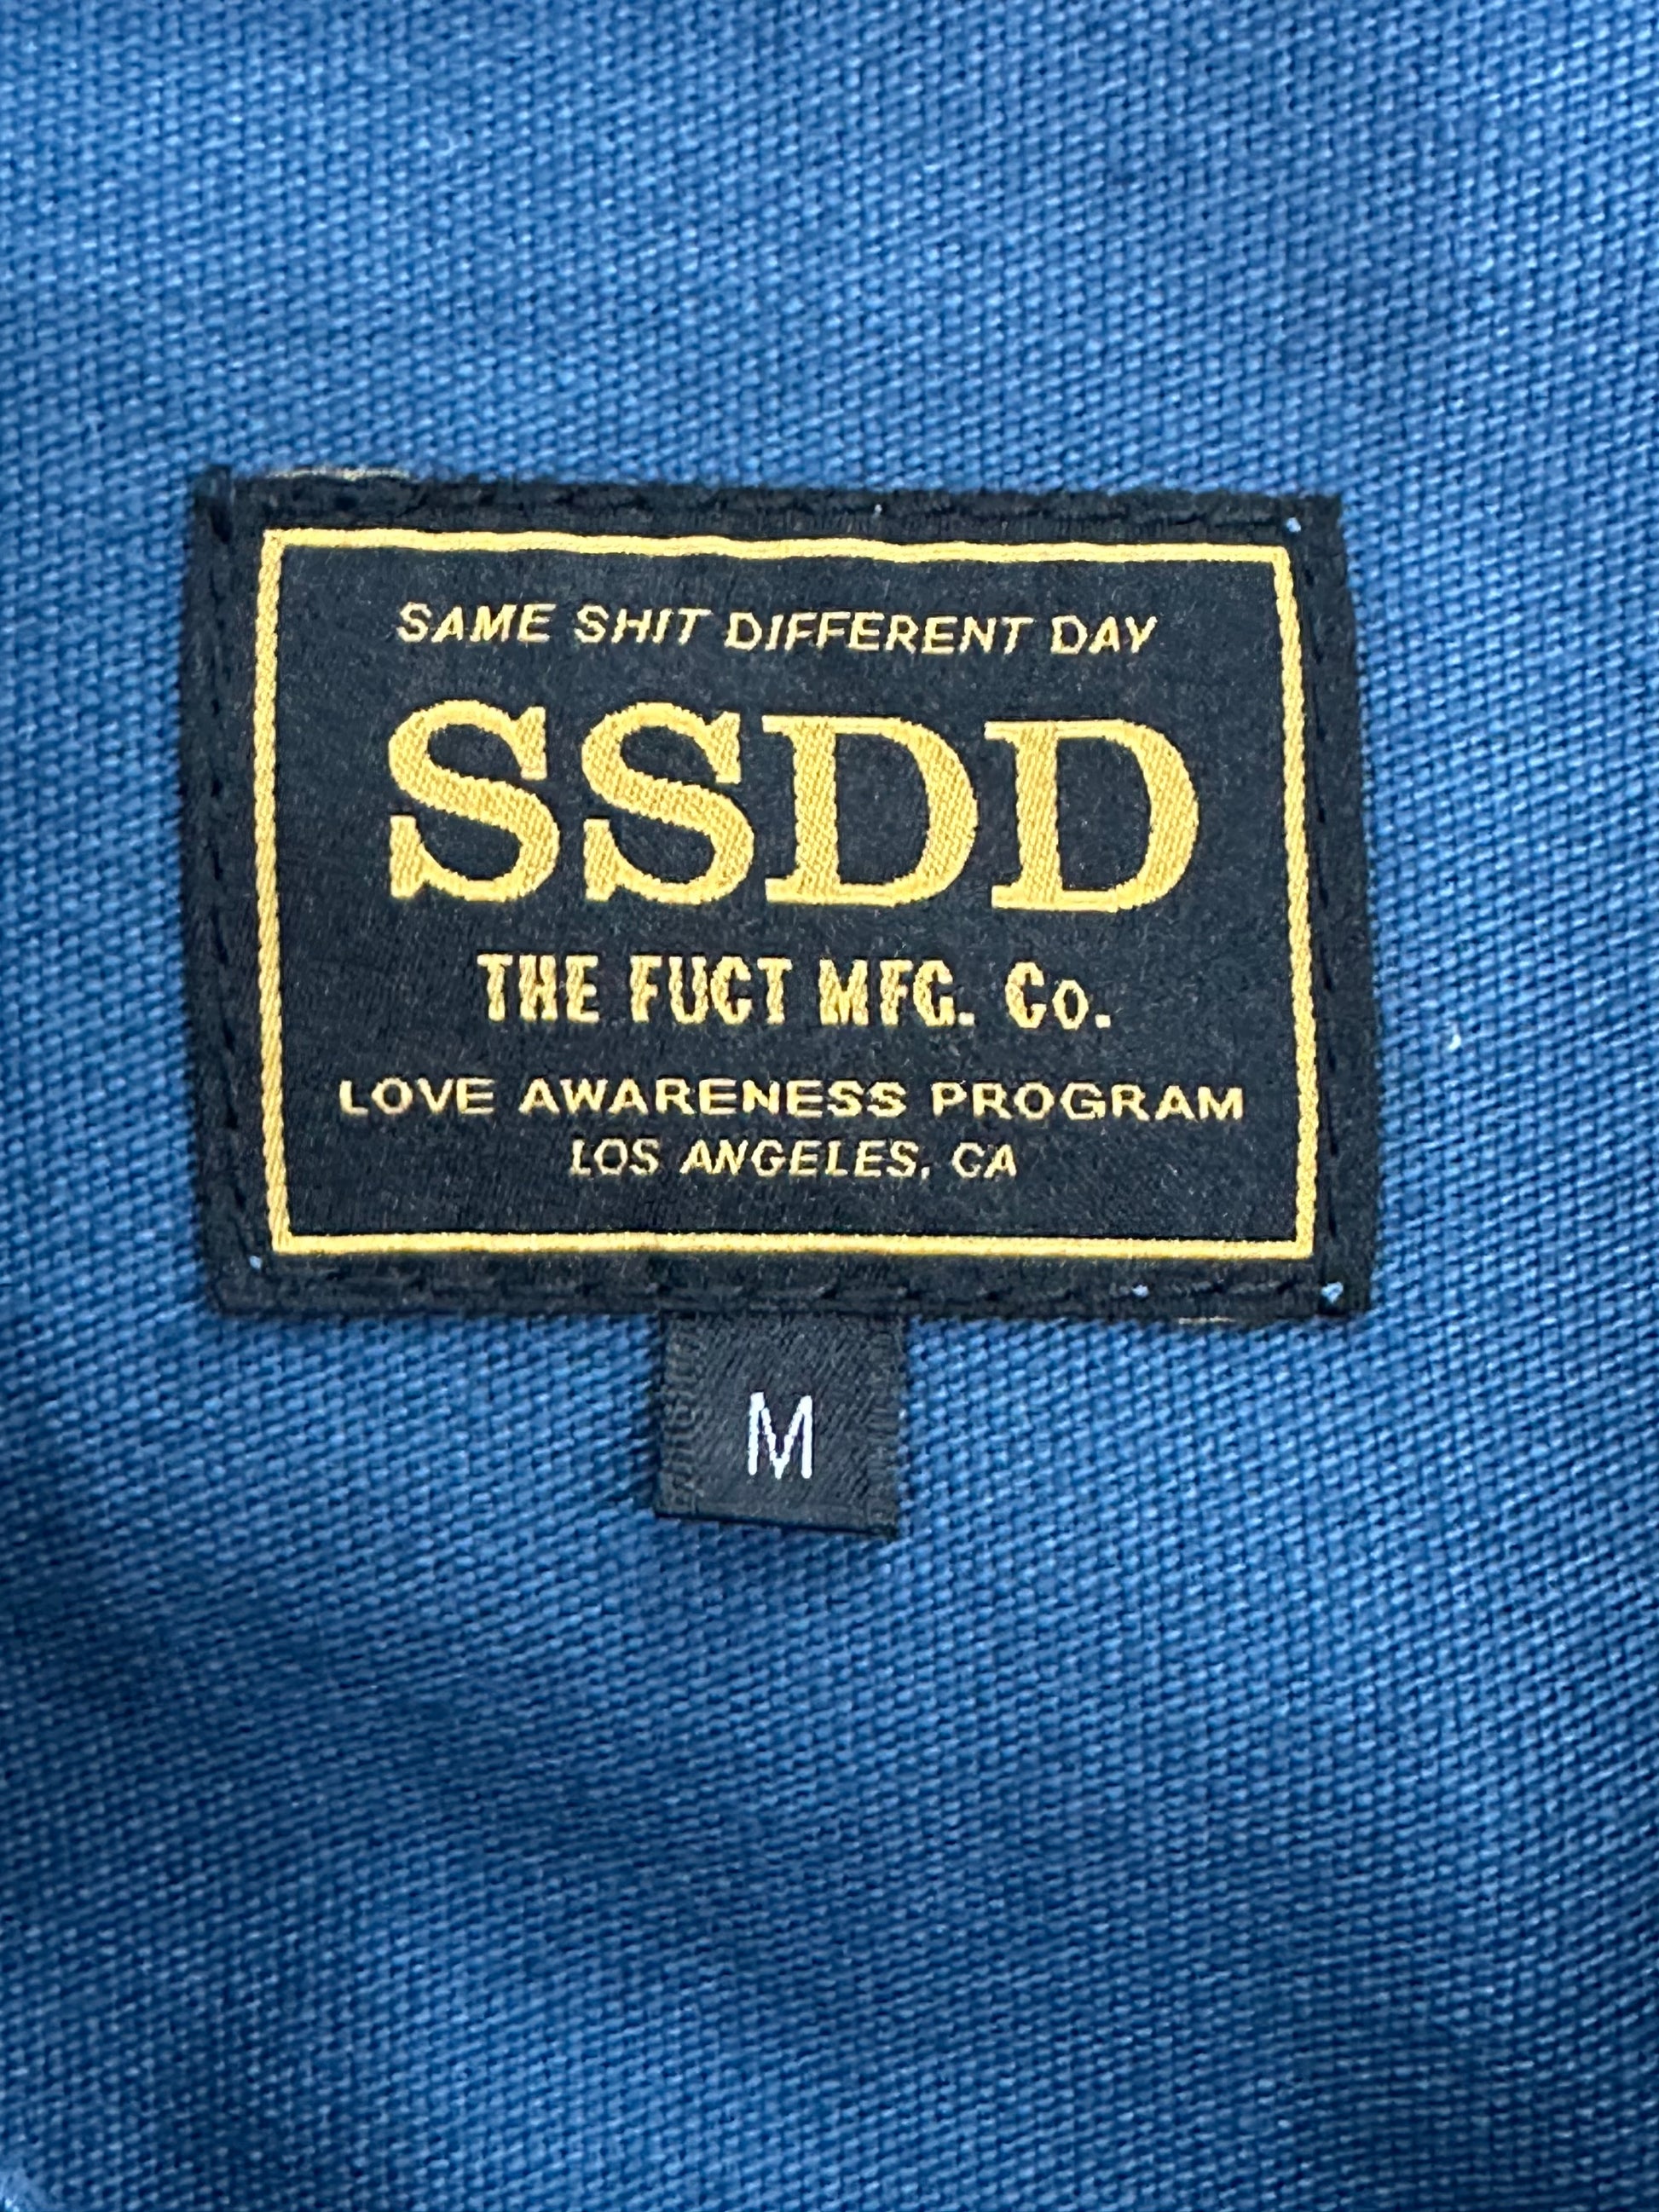 SAME SHIT DIFFERENT DAY
SSDD
THE FUCT MFG. Co.
LOVE AWARENESS PROGRAM
LOS ANGELES, CA
M